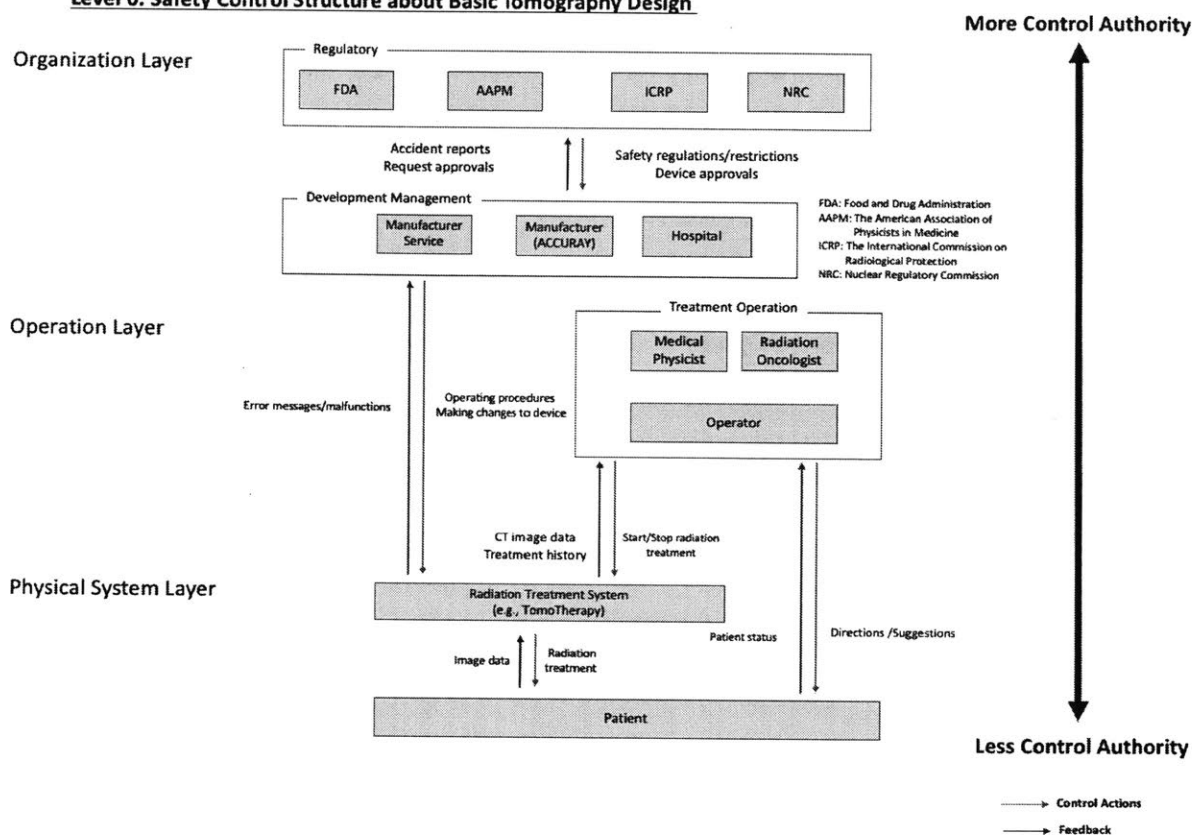 Level 0: Safety Control Structure about Basic Tomography Design
More Control Authority
Organization Layer
Regulatory
FDA
AAPM
ICRP
NRC
Accident reports
Request approvals
Safety regulations/restrictions
Device approvals
Development Management
Manufacturer
Service
Manufacturer
(ACCURAY)
Hospital
FDA: Food and Drug Administration
AAPM: The American Association of
Physicists in Medicine
ICRP: The International Commission on
Radiological Protection
NRC: Nuclear Regulatory Commission
Operation Layer
Treatment Operation
Medical
Physicist
Radiation
Oncologist
Operator
Error messages/malfunctions
Operating procedures
Making changes to device
CT image data
Treatment history
Start/Stop radiation
treatment
Physical System Layer
Radiation Treatment System
(e.g., TomoTherapy)
Patient status
Directions /Suggestions
Image data
Radiation
treatment
Patient
Less Control Authority
Control Actions
Feedback